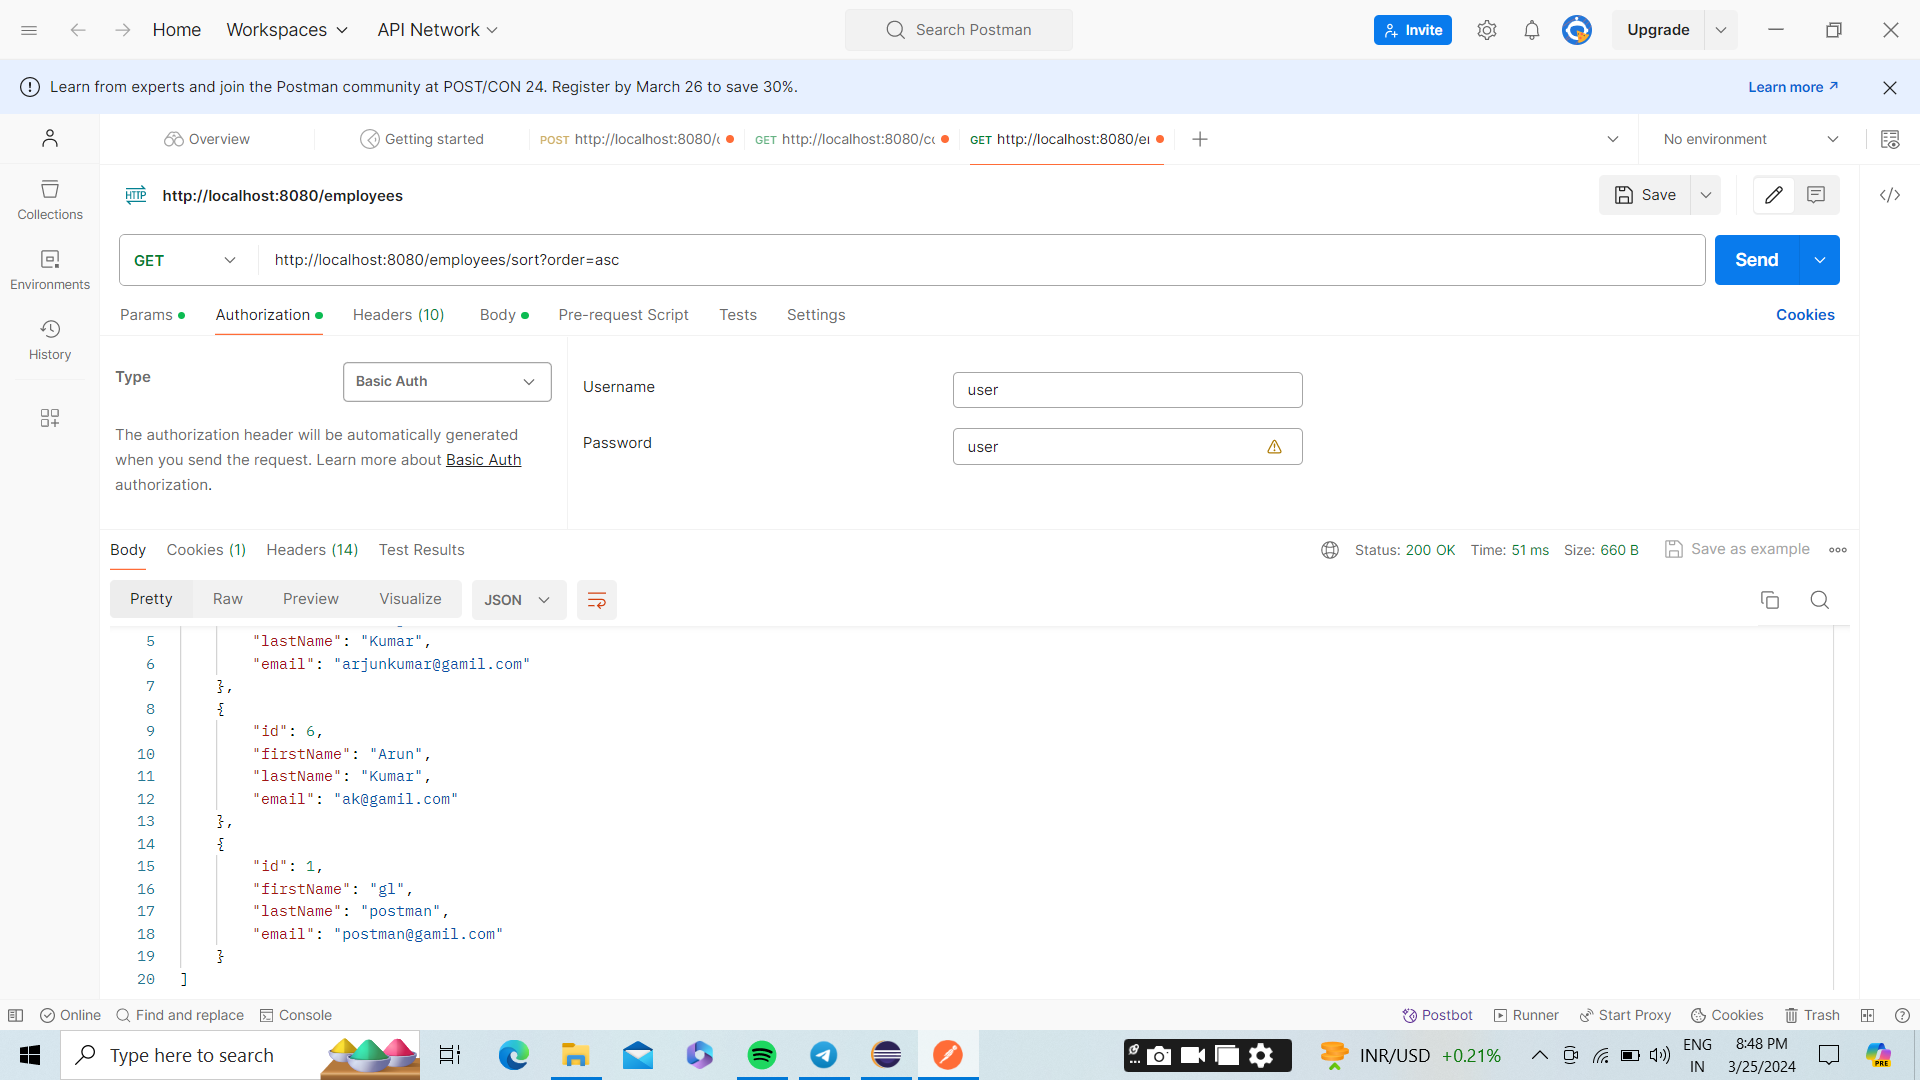 Home Workspaces API Network Search Postman Invite Upgrade
Learn from experts and join the Postman community at POST/CON 24. Register by March 26 to save 30%. Learn more
Overview Getting started POST http://localhost:8080/ GET http://localhost:8080/ GET http://localhost:8080/ No environment
HTTP http://localhost:8080/employees Save
Collections
GET http://localhost:8080/employees/sort?order=asc Send
Environments
Params Authorization Headers (10) Body Pre-request Script Tests Settings Cookies
History
Type Basic Auth Username user
The authorization header will be automatically generated
when you send the request. Learn more about Basic Auth
authorization.
Password user
Body Cookies (1) Headers (14) Test Results Status: 200 OK Time: 51 ms Size: 660 B Save as example
Pretty Raw Preview Visualize JSON
5 "lastName": "Kumar",
6 "email": "arjunkumar@gamil.com"
7 },
8 {
9 "id": 6,
10 "firstName": "Arun",
11 "lastName": "Kumar",
12 "email": "ak@gamil.com"
13 },
14 {
15 "id": 1,
16 "firstName": "gl",
17 "lastName": "postman",
18 "email": "postman@gamil.com"
19 }
20 ]
Online Find and replace Console Postbot Runner Start Proxy Cookies Trash
Type here to search INR/USD +0.21% ENG 8:48 PM
IN 3/25/2024
PRE